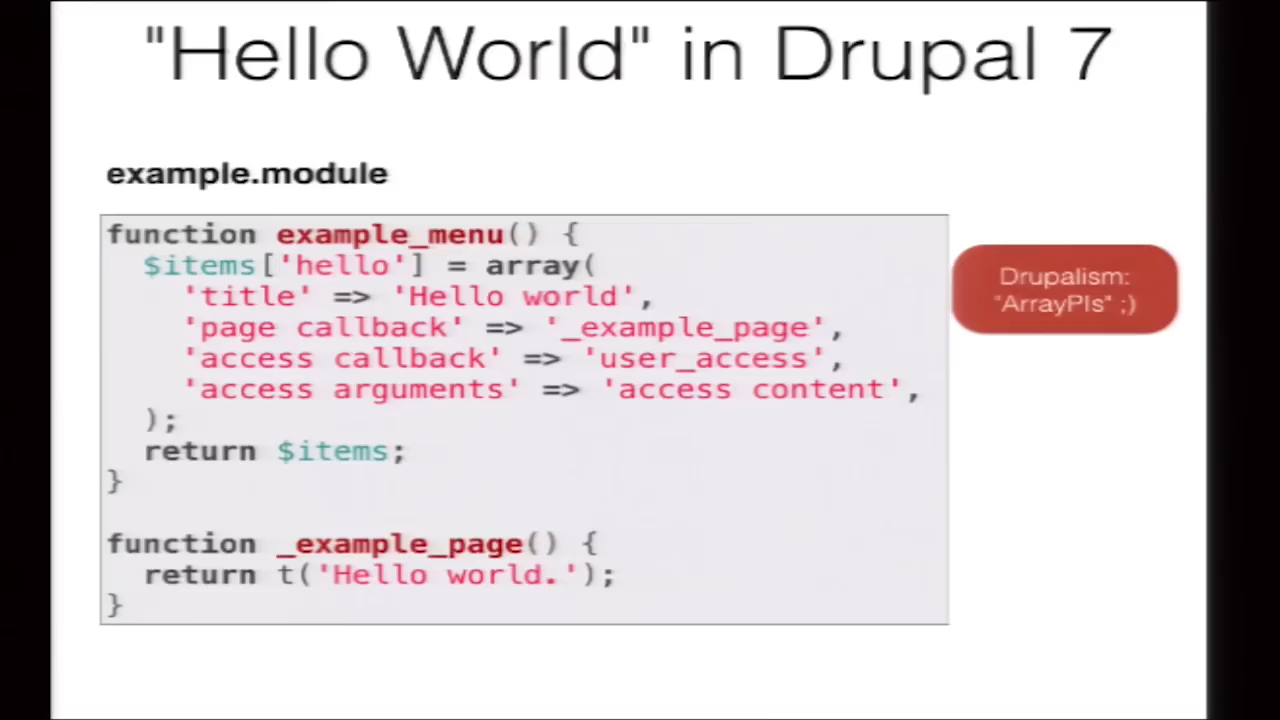 "Hello World" in Drupal 7
example.module
function example_menu() {
  $items['hello'] = array(
    'title' => 'Hello world',
    'page callback' => '_example_page',
    'access callback' => 'user_access',
    'access arguments' => 'access content',
  );
  return $items;
}
function _example_page() {
  return t('Hello world.');
}
Drupalism:
"ArrayPIs" ;)